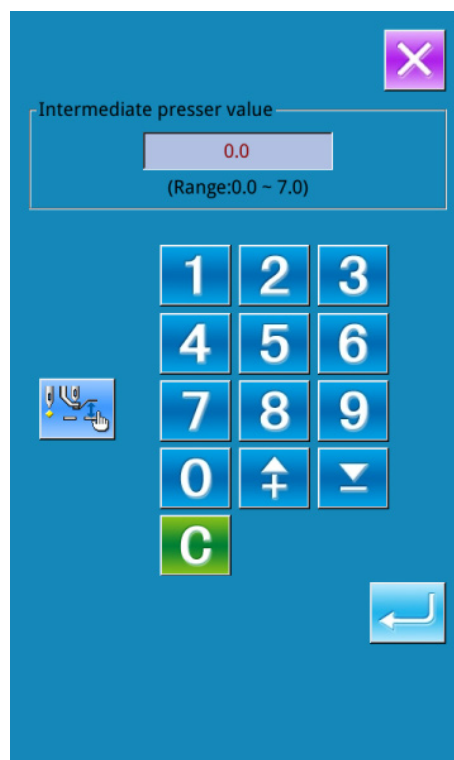 Intermediate presser value
0.0
(Range:0.0 ~ 7.0)
1 2 3
4 5 6
7 8 9
0
C